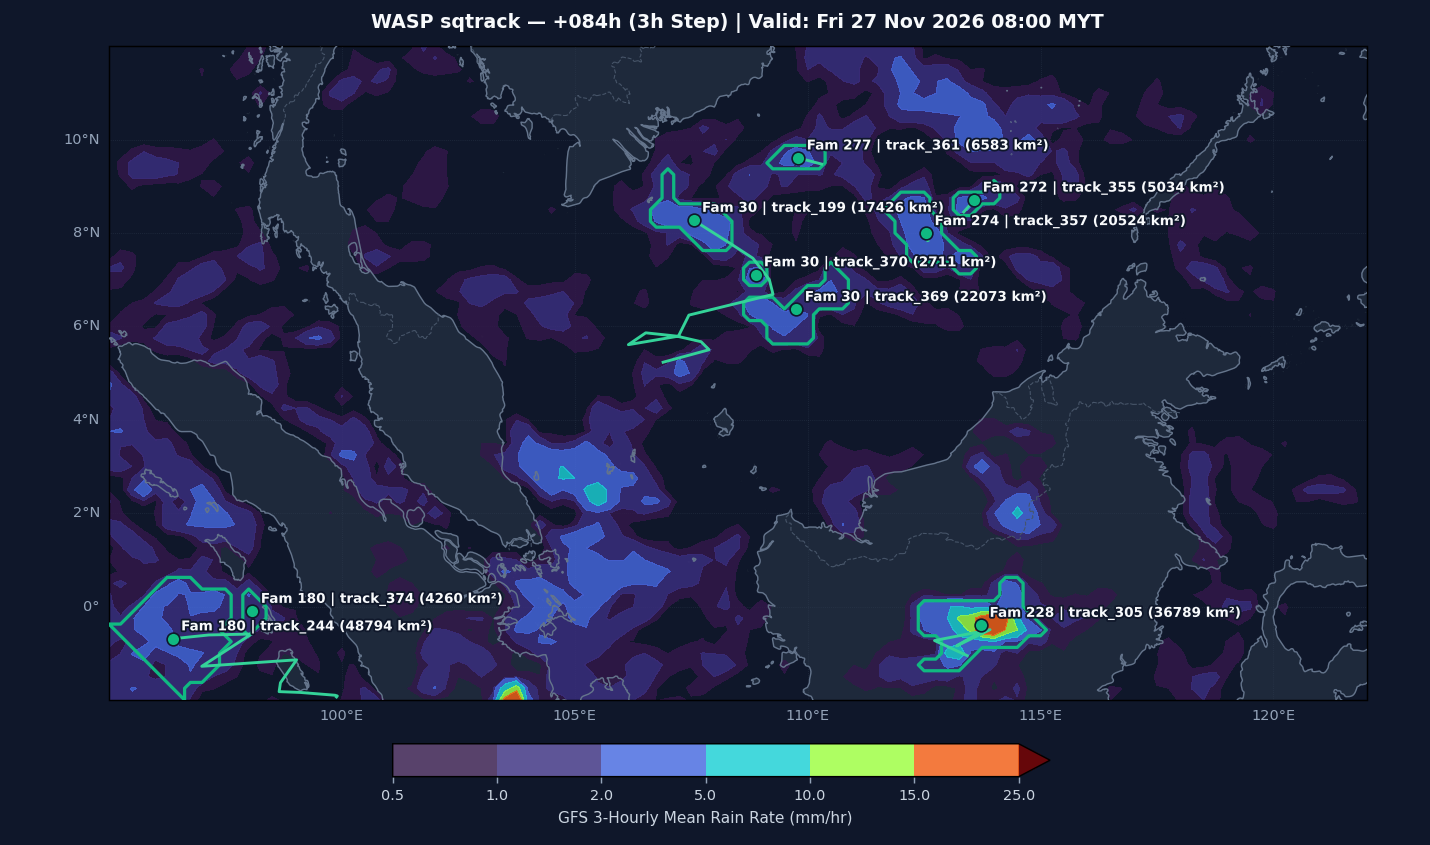 WASP sqtrack — +084h (3h Step) | Valid: Fri 27 Nov 2026 08:00 MYT
10°N
8°N
6°N
4°N
2°N
0°
Fam 277 | track_361 (6583 km²)
Fam 272 | track_355 (5034 km²)
Fam 30 | track_199 (17426 km²)
Fam 274 | track_357 (20524 km²)
Fam 30 | track_370 (2711 km²)
Fam 30 | track_369 (22073 km²)
Fam 180 | track_374 (4260 km²)
Fam 228 | track_305 (36789 km²)
Fam 180 | track_244 (48794 km²)
100°E 105°E 110°E 115°E 120°E
0.5 1.0 2.0 5.0 10.0 15.0 25.0
GFS 3-Hourly Mean Rain Rate (mm/hr)